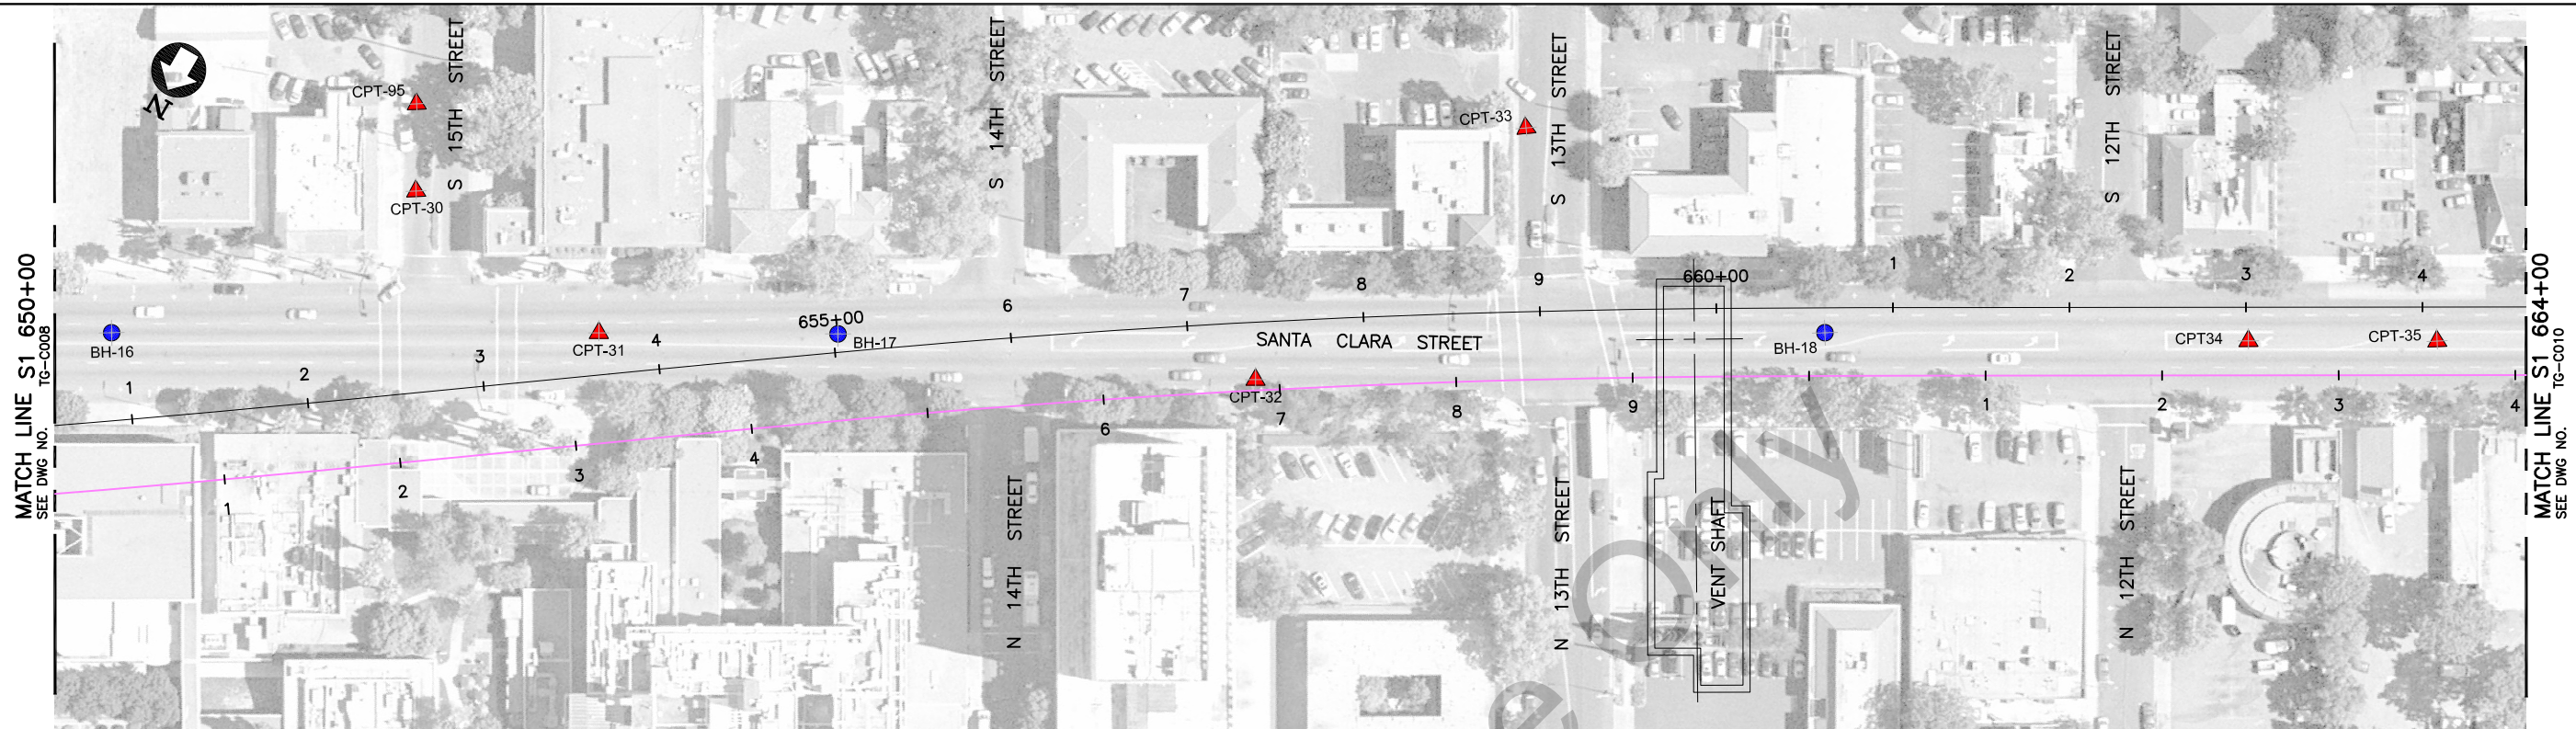 MATCH LINE S1 650+00
SEE DWG NO. TG-C008
N
CPT-95
CPT-30
S 15TH STREET
S 14TH STREET
CPT-33
S 13TH STREET
S 12TH STREET
BH-16
CPT-31
655+00
BH-17
SANTA CLARA STREET
CPT-32
660+00
BH-18
CPT34
CPT-35
1 2 3 4 6 7 8 9 1 2 3 4
1 2 3 4 6 7 8 9 1 2 3 4
N 14TH STREET
N 13TH STREET
VENT SHAFT
N 12TH STREET
e Only
MATCH LINE S1 664+00
SEE DWG NO. TG-C010